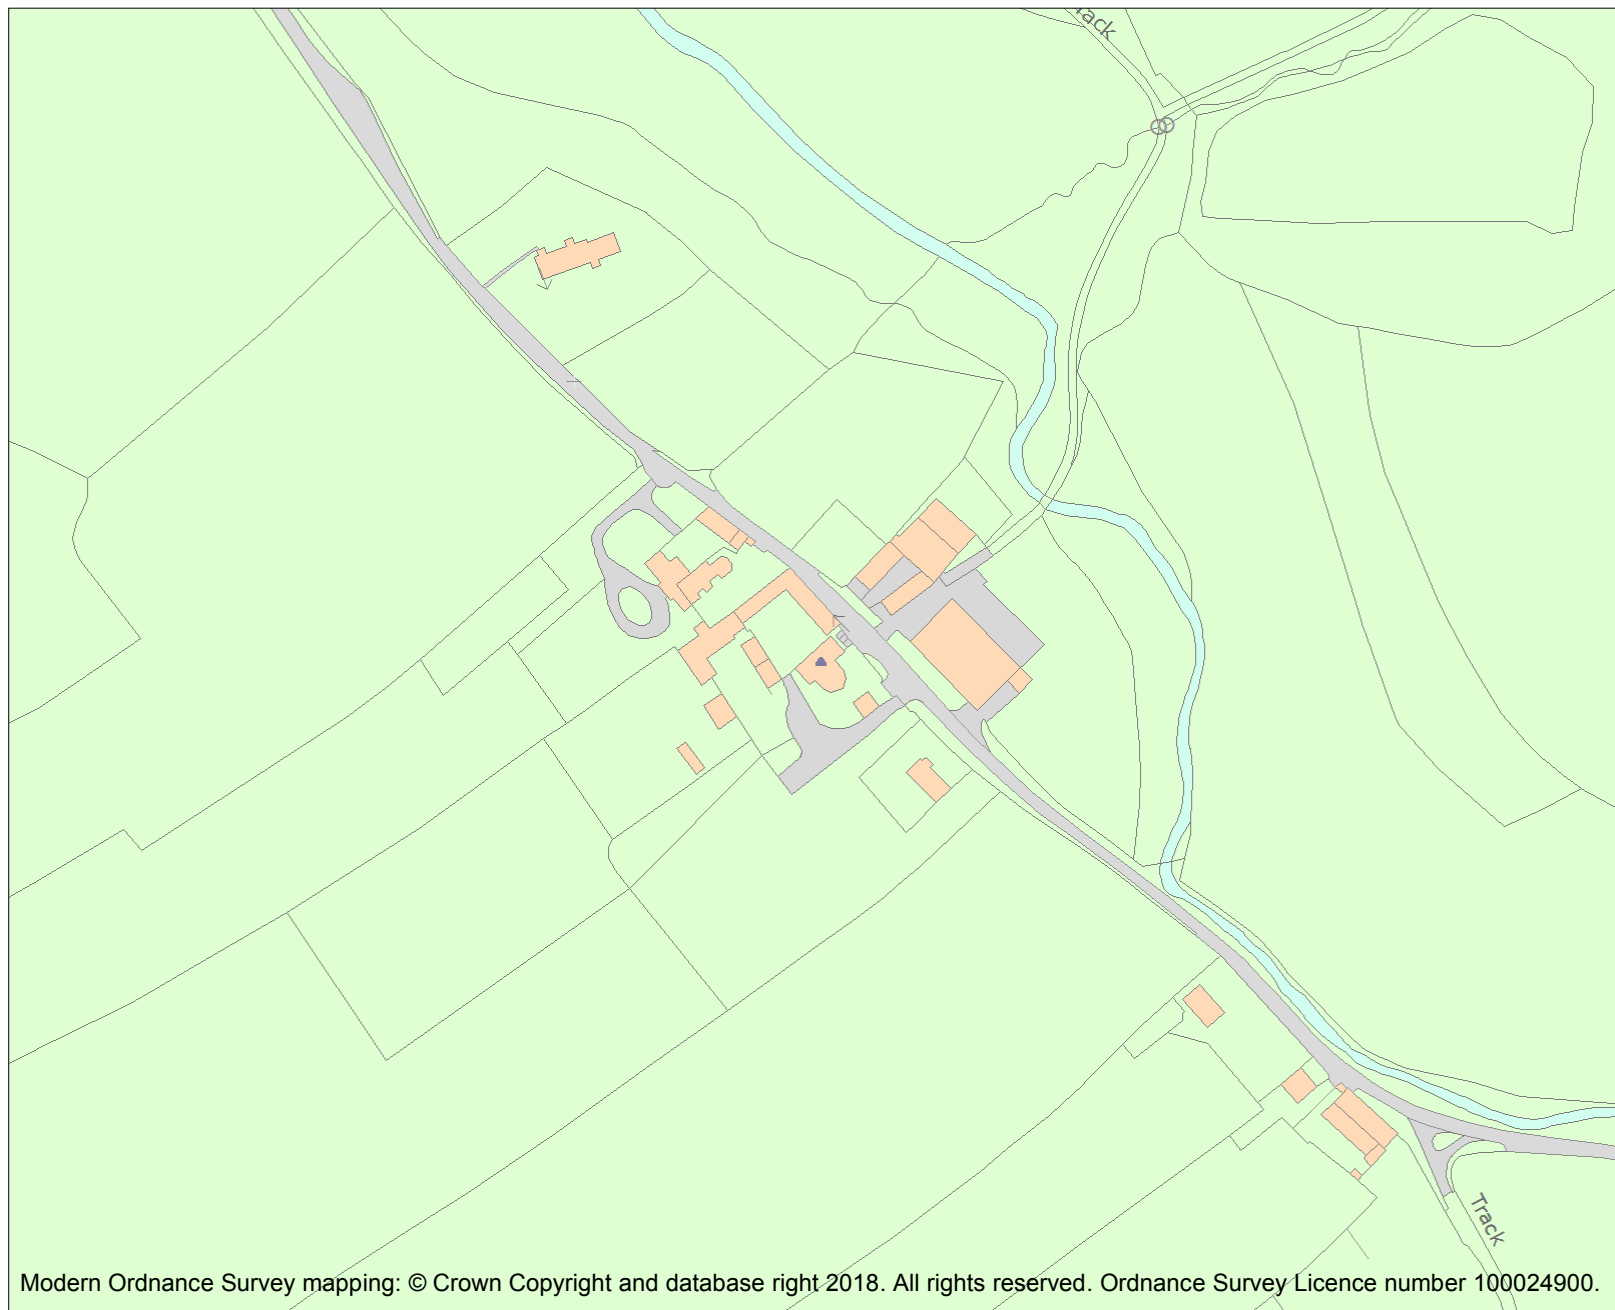 ack
Track
Modern Ordnance Survey mapping: © Crown Copyright and database right 2018. All rights reserved. Ordnance Survey Licence number 100024900.